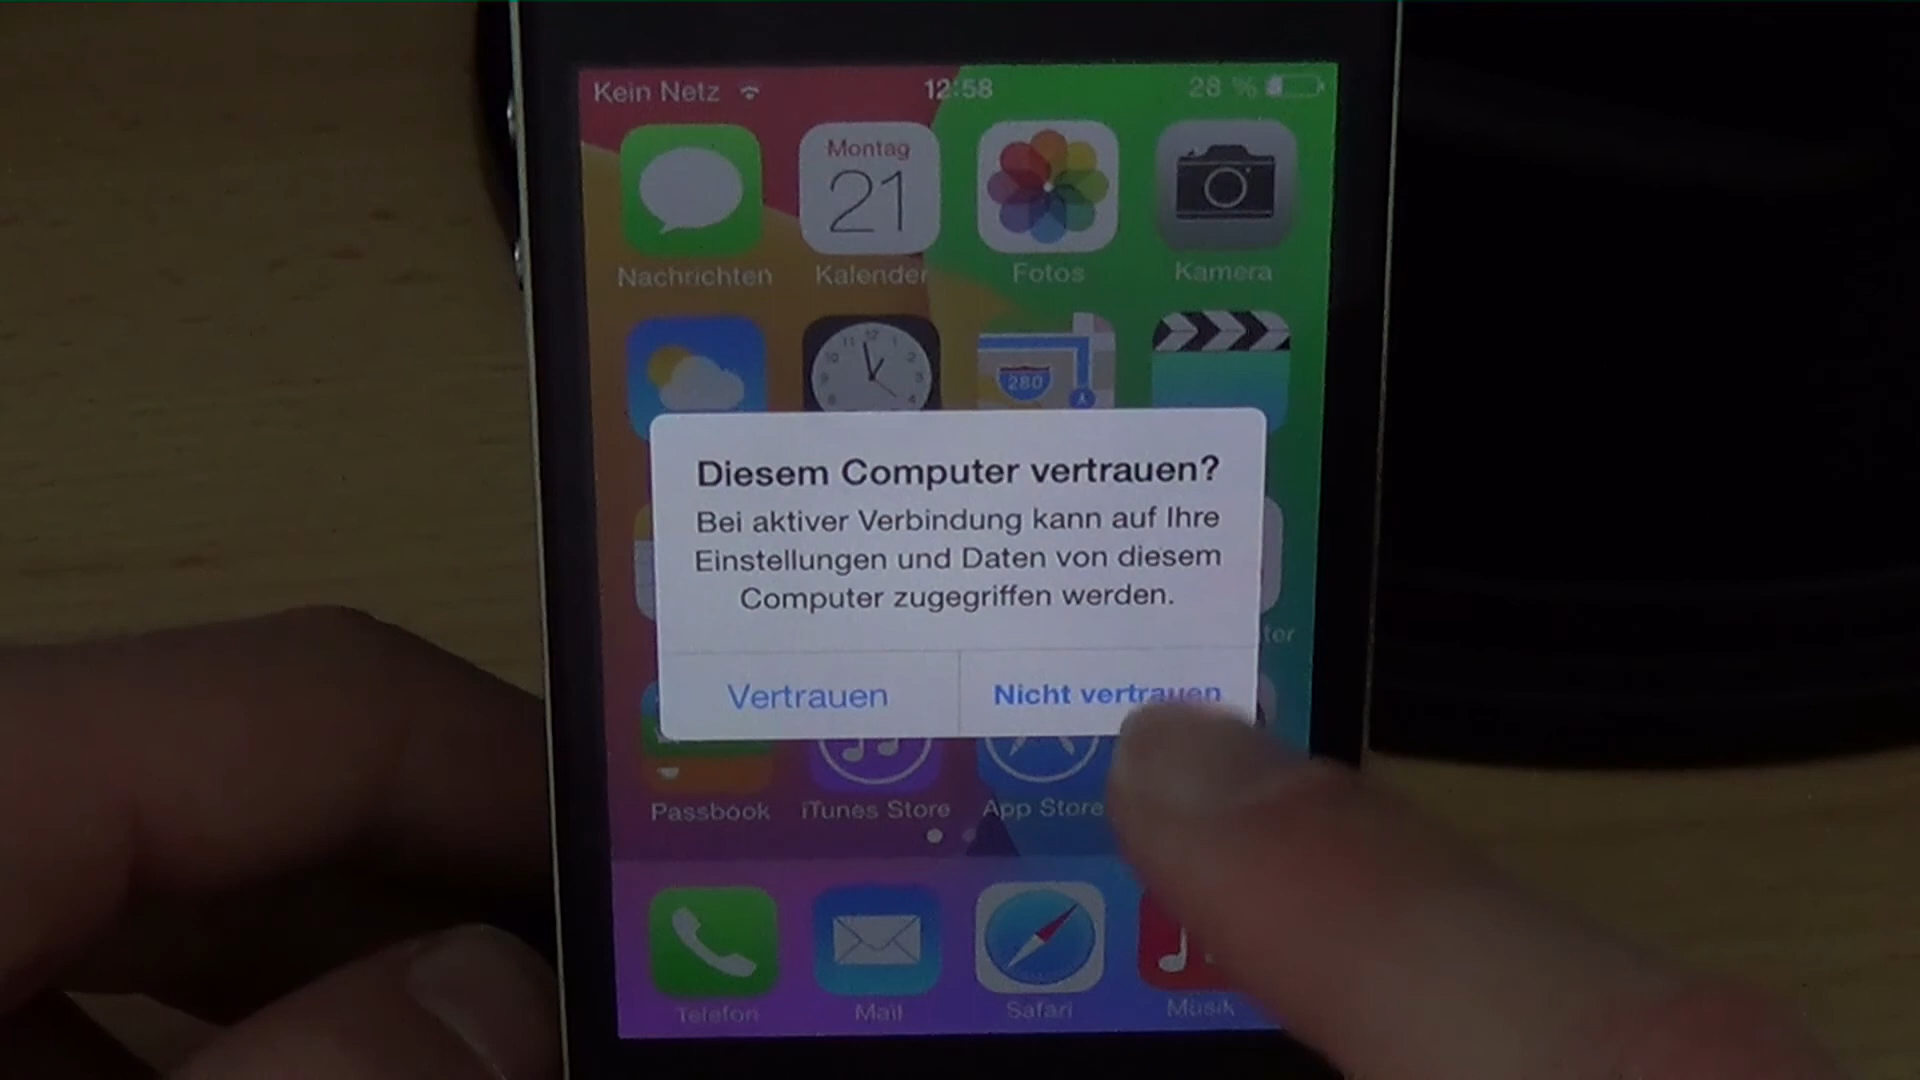 Kein Netz 12:58 28 %
Montag
21
Nachrichten Kalender Fotos Kamera
280
Diesem Computer vertrauen?
Bei aktiver Verbindung kann auf Ihre
Einstellungen und Daten von diesem
Computer zugegriffen werden.
Vertrauen Nicht vertrauen
Passbook iTunes Store App Store
Telefon Mail Safari Musik